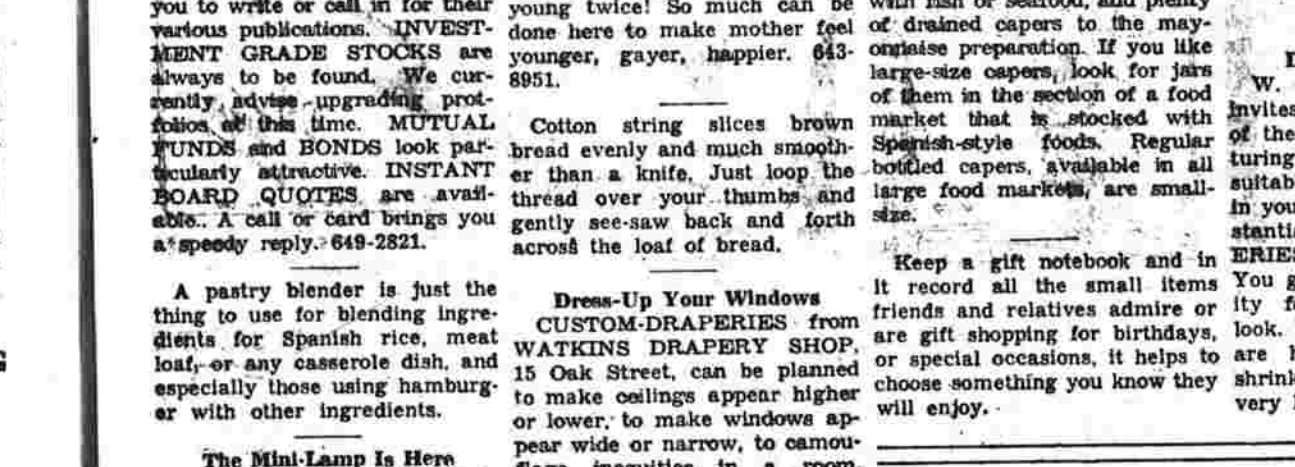 you to write or call in for their
various publications. INVEST-
MENT GRADE STOCKS are
always to be found. We cur-
rently advise upgrading prot-
folios at this time. MUTUAL
FUNDS and BONDS look par-
ticularly attractive. INSTANT
BOARD QUOTES are avail-
able. A call or card brings you
a speedy reply. 649-2821.
A pastry blender is just the
thing to use for blending ingre-
dients for Spanish rice, meat
loaf, or any casserole dish, and
especially those using hamburg-
er with other ingredients.
The Mini-Lamp Is Here
young twice! So much can be
done here to make mother feel
younger, gayer, happier. 643-
8951.
Cotton string slices brown
bread evenly and much smooth-
er than a knife. Just loop the
thread over your thumbs and
gently see-saw back and forth
across the loaf of bread.
Dress-Up Your Windows
CUSTOM-DRAPERIES from
WATKINS DRAPERY SHOP,
15 Oak Street, can be planned
to make ceilings appear higher
or lower, to make windows ap-
pear wide or narrow, to camou-
flage inequities in a room.
with fish or seafood, and plenty
of drained capers to the may-
onnaise preparation. If you like
large-size capers, look for jars
of them in the section of a food
market that is stocked with
Spanish-style foods. Regular
bottled capers, available in all
large food markets, are small-
size.
Keep a gift notebook and in
it record all the small items
friends and relatives admire or
are gift shopping for birthdays,
or special occasions, it helps to
choose something you know they
will enjoy.
W.
invites
of the
turing
suitab
in you
stanti
ERIES
You g
ity f
look.
are h
shrink
very